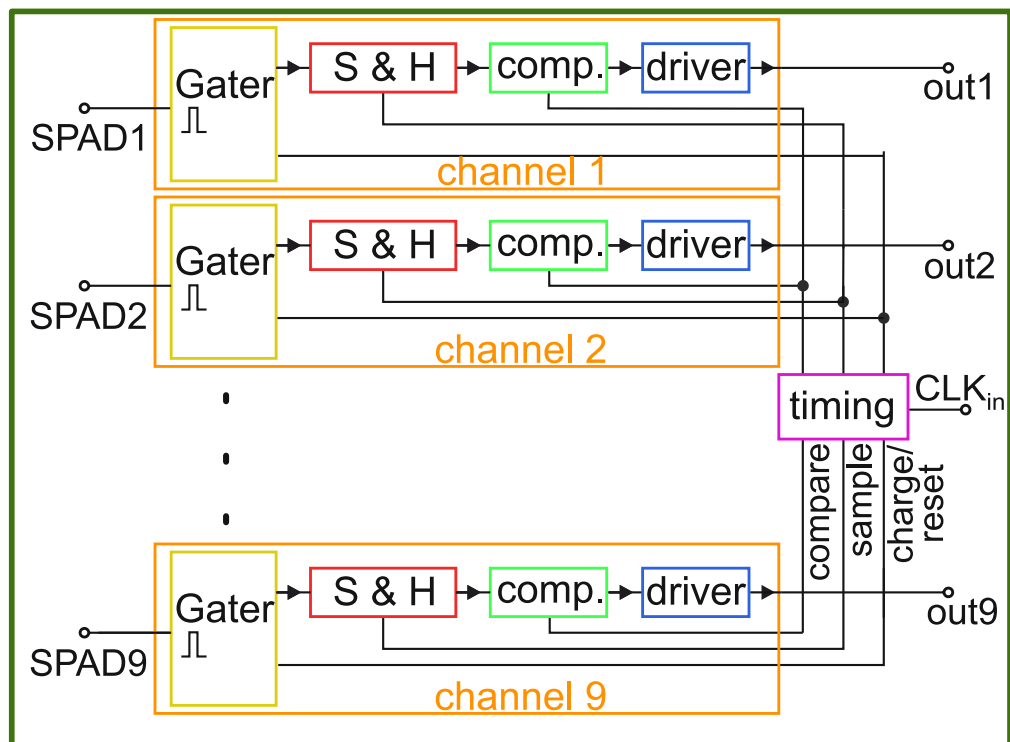 Gater
S & H
comp.
driver
out1
SPAD1
channel 1
Gater
S & H
comp.
driver
out2
SPAD2
channel 2
timing
CLKin
compare
sample
charge/
reset
Gater
S & H
comp.
driver
out9
SPAD9
channel 9